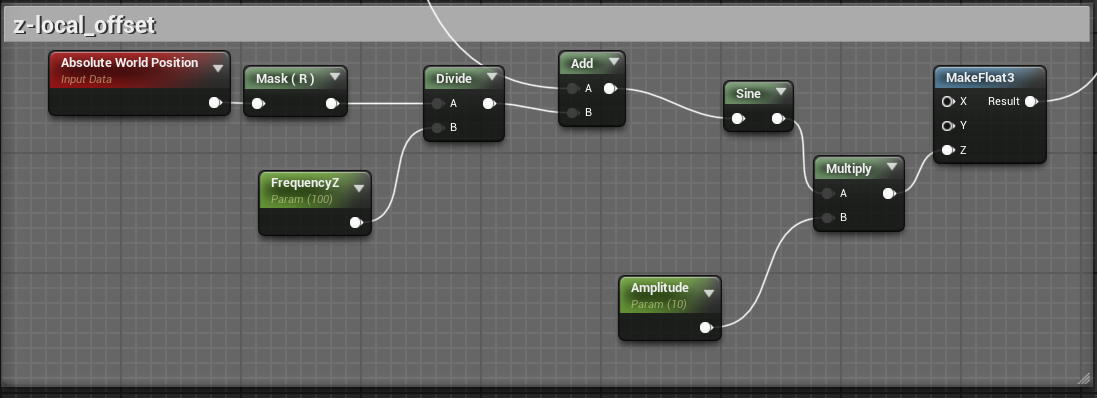 z-local_offset
Absolute World Position
Input Data
Mask ( R )
Divide
A
B
FrequencyZ
Param (100)
Add
A
B
Sine
Multiply
A
B
Amplitude
Param (10)
MakeFloat3
X Result
Y
Z